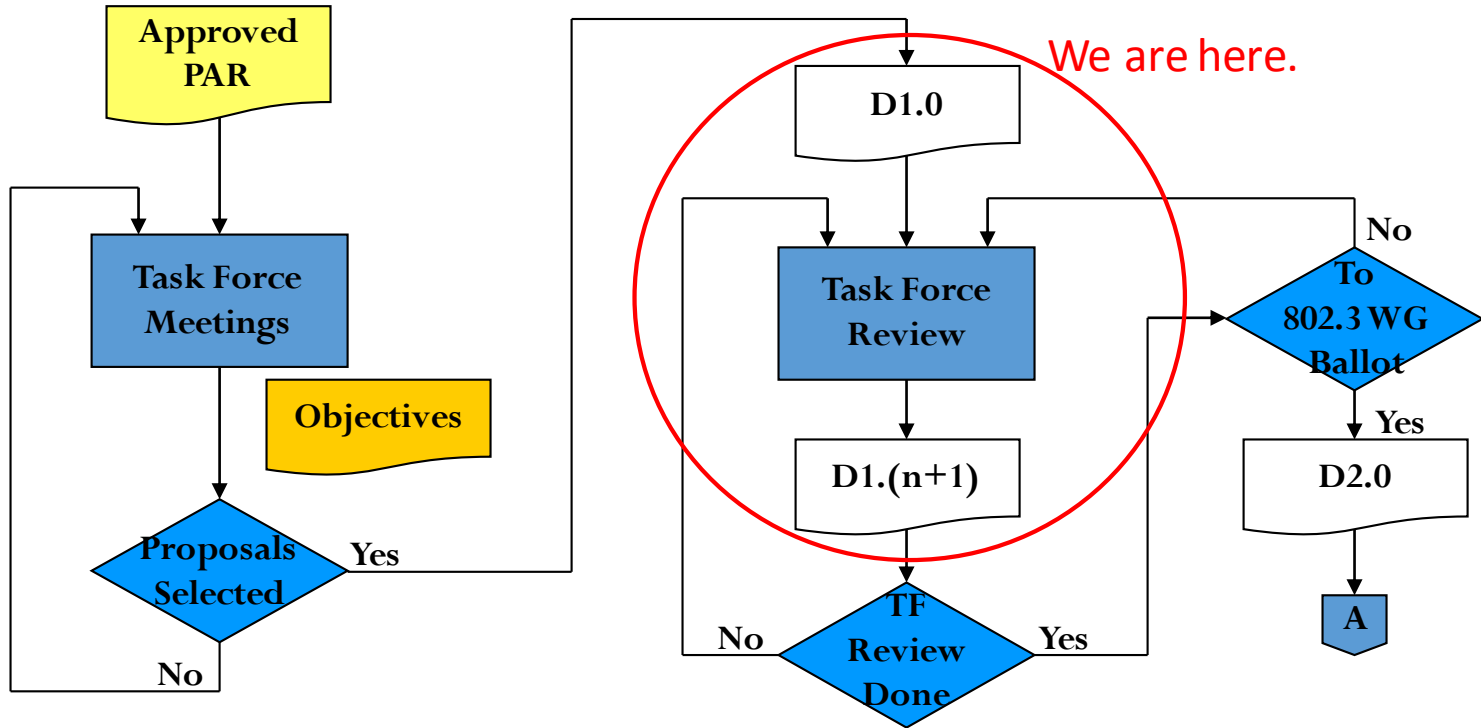 Approved
PAR
Task Force
Meetings
Objectives
Proposals
Selected
Yes
No
We are here.
D1.0
Task Force
Review
D1.(n+1)
TF
Review
Done
No
Yes
To
802.3 WG
Ballot
No
Yes
D2.0
A